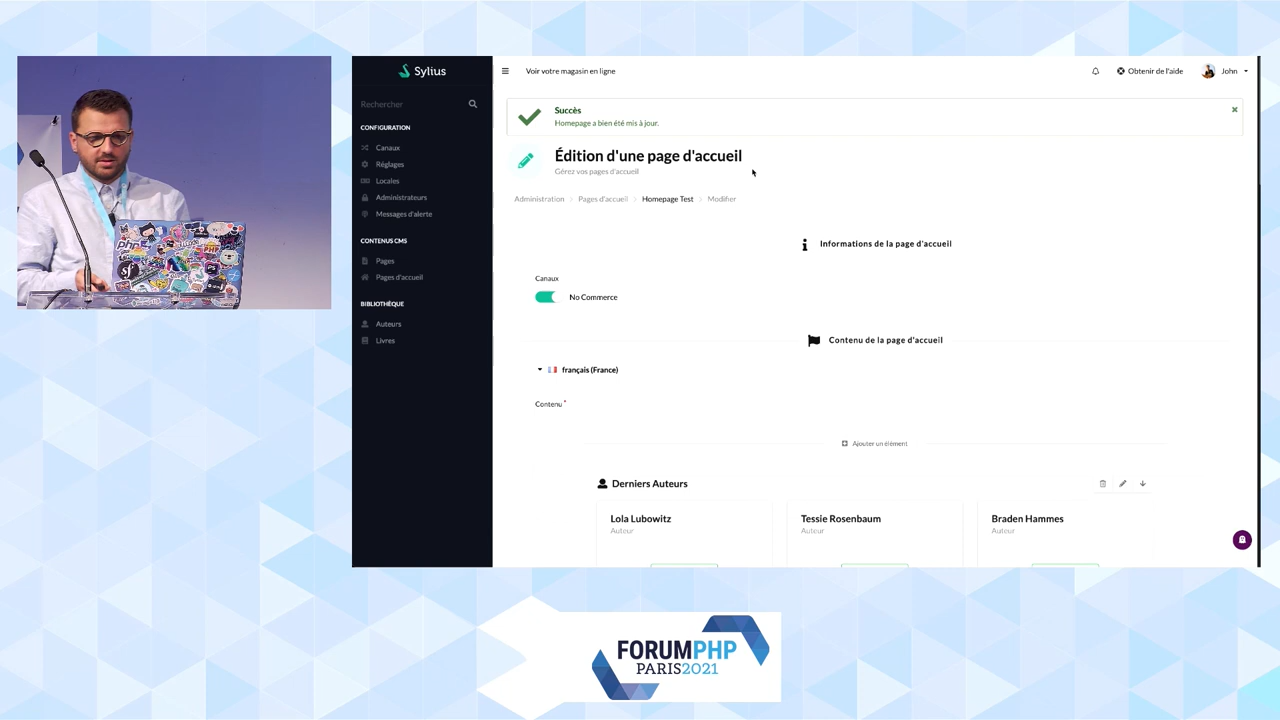 Sylius
Voir votre magasin en ligne
Obtenir de l'aide
John
Rechercher
CONFIGURATION
Canaux
Réglages
Locales
Administrateurs
Messages d'alerte
CONTENUS CMS
Pages
Pages d'accueil
BIBLIOTHÈQUE
Auteurs
Livres
Succès
Homepage a bien été mis à jour.
Édition d'une page d'accueil
Gérez vos pages d'accueil
Administration
Pages d'accueil
Homepage Test
Modifier
Informations de la page d'accueil
Canaux
No Commerce
Contenu de la page d'accueil
français (France)
Contenu *
Ajouter un élément
Derniers Auteurs
Lola Lubowitz
Auteur
Tessie Rosenbaum
Auteur
Braden Hammes
Auteur
FORUMPHP
PARIS2021